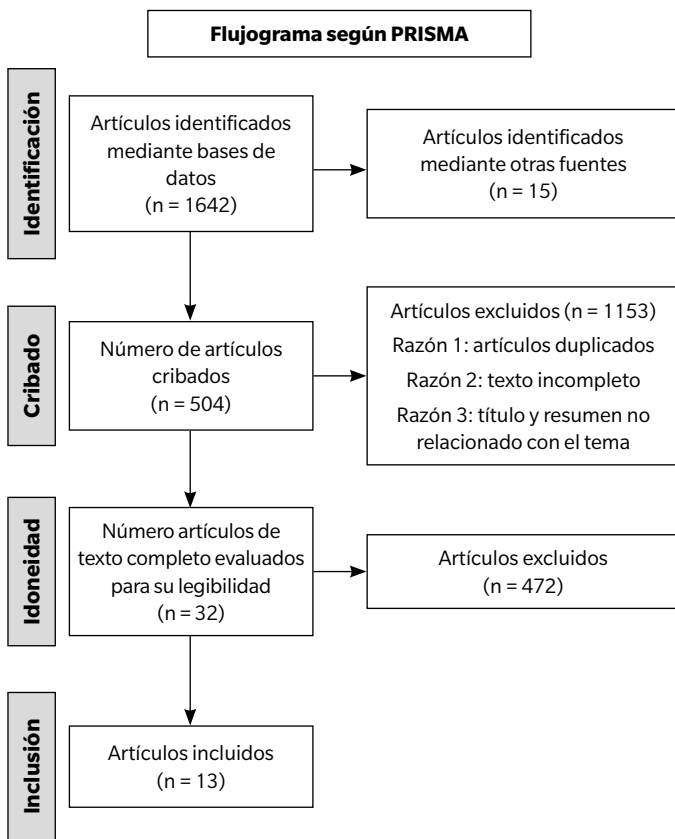 Flujograma según PRISMA
Identificación
Artículos identificados
mediante bases de
datos
(n = 1642)
Artículos identificados
mediante otras fuentes
(n = 15)
Cribado
Número de artículos
cribados
(n = 504)
Artículos excluidos (n = 1153)
Razón 1: artículos duplicados
Razón 2: texto incompleto
Razón 3: título y resumen no
relacionado con el tema
Idoneidad
Número artículos de
texto completo evaluados
para su legibilidad
(n = 32)
Artículos excluidos
n = 472)
Inclusión
Artículos incluidos
(n = 13)